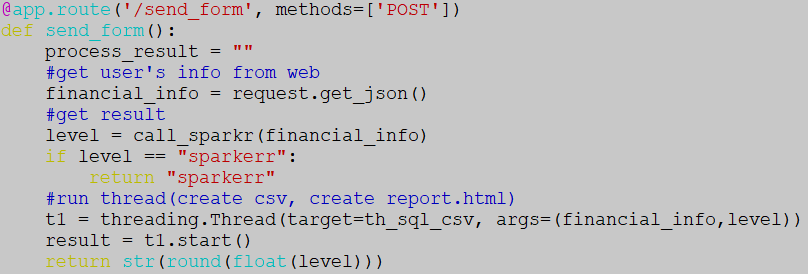 @app.route('/send_form', methods=['POST'])
def send_form():
    process_result = ""
    #get user's info from web
    financial_info = request.get_json()
    #get result
    level = call_sparkr(financial_info)
    if level == "sparkerr":
        return "sparkerr"
    #run thread(create csv, create report.html)
    t1 = threading.Thread(target=th_sql_csv, args=(financial_info,level))
    result = t1.start()
    return str(round(float(level)))